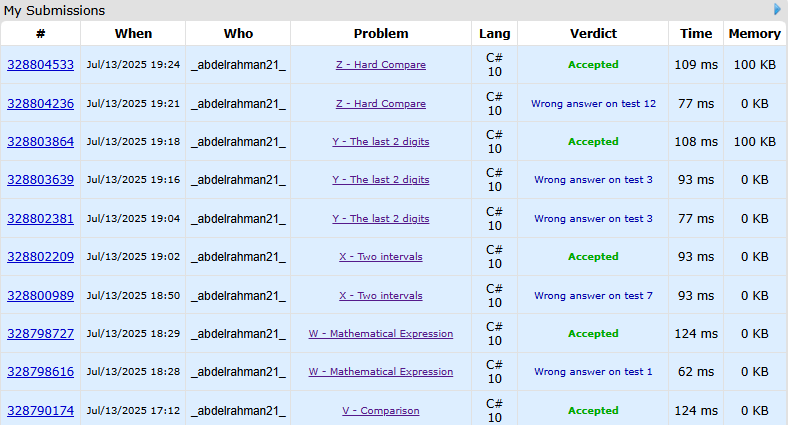 My Submissions
# When Who Problem Lang Verdict Time Memory
328804533 Jul/13/2025 19:24 _abdelrahman21_ Z - Hard Compare C# 10 Accepted 109 ms 100 KB
328804236 Jul/13/2025 19:21 _abdelrahman21_ Z - Hard Compare C# 10 Wrong answer on test 12 77 ms 0 KB
328803864 Jul/13/2025 19:18 _abdelrahman21_ Y - The last 2 digits C# 10 Accepted 108 ms 100 KB
328803639 Jul/13/2025 19:16 _abdelrahman21_ Y - The last 2 digits C# 10 Wrong answer on test 3 93 ms 0 KB
328802381 Jul/13/2025 19:04 _abdelrahman21_ Y - The last 2 digits C# 10 Wrong answer on test 3 77 ms 0 KB
328802209 Jul/13/2025 19:02 _abdelrahman21_ X - Two intervals C# 10 Accepted 93 ms 0 KB
328800989 Jul/13/2025 18:50 _abdelrahman21_ X - Two intervals C# 10 Wrong answer on test 7 93 ms 0 KB
328798727 Jul/13/2025 18:29 _abdelrahman21_ W - Mathematical Expression C# 10 Accepted 124 ms 0 KB
328798616 Jul/13/2025 18:28 _abdelrahman21_ W - Mathematical Expression C# 10 Wrong answer on test 1 62 ms 0 KB
328790174 Jul/13/2025 17:12 _abdelrahman21_ V - Comparison C# 10 Accepted 124 ms 0 KB